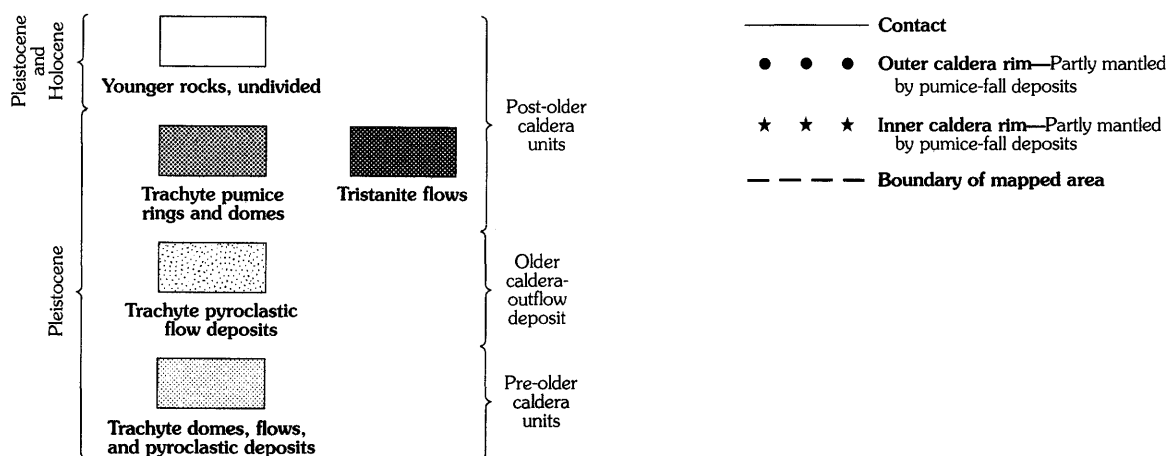 Pleistocene
and
Holocene
Younger rocks, undivided
Trachyte pumice
rings and domes
Tristanite flows
Post-older
caldera
units
Pleistocene
Trachyte pyroclastic
flow deposits
Older
caldera-
outflow
deposit
Trachyte domes, flows,
and pyroclastic deposits
Pre-older
caldera
units
Contact
Outer caldera rim—Partly mantled
by pumice-fall deposits
Inner caldera rim—Partly mantled
by pumice-fall deposits
Boundary of mapped area